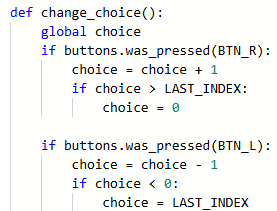 def change_choice():
    global choice
    if buttons.was_pressed(BTN_R):
        choice = choice + 1
        if choice > LAST_INDEX:
            choice = 0

    if buttons.was_pressed(BTN_L):
        choice = choice - 1
        if choice < 0:
            choice = LAST_INDEX